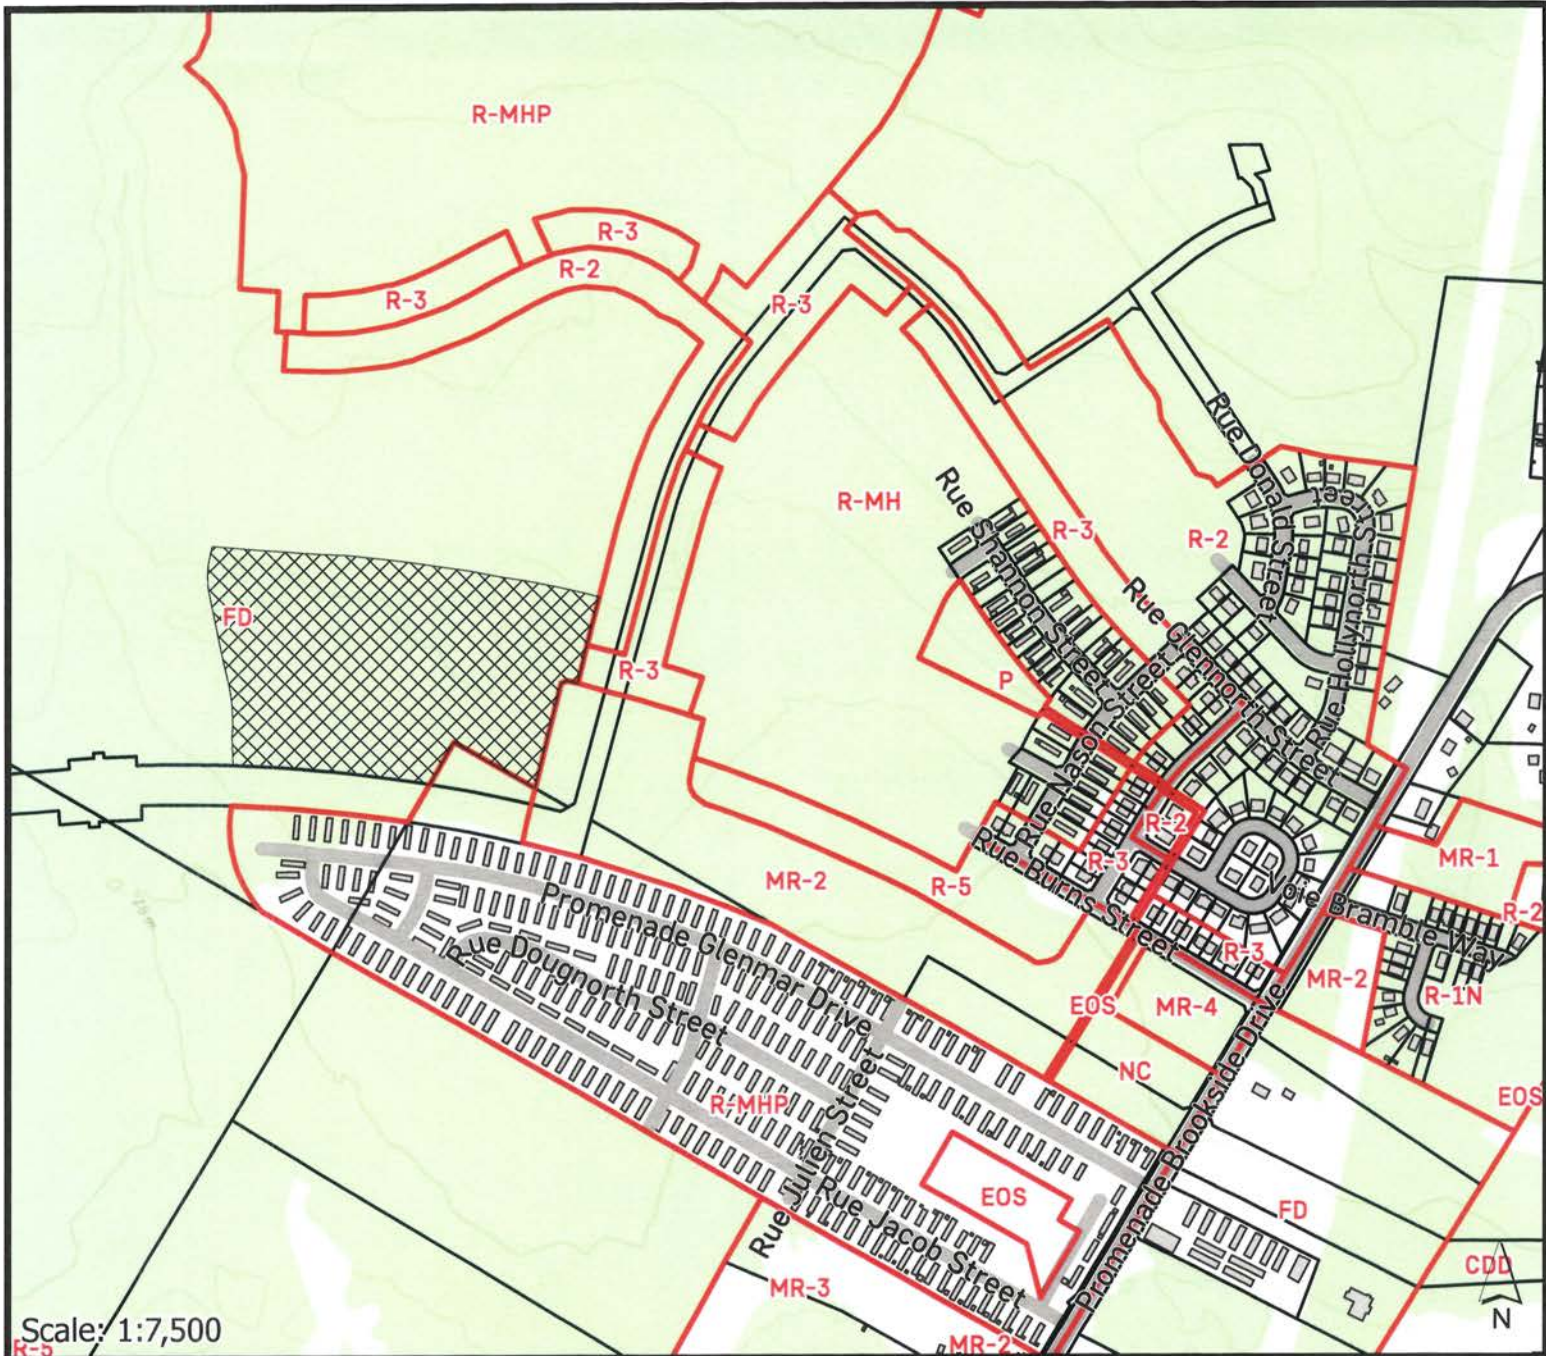 R-MHP
R-3
R-2
R-3
R-3
R-MH
Rue Donald Street
Rue Shannon Street
R-3
R-2
Rue Hollynorth Street
Rue Glennorth Street
FD
R-3
P
Rue Nason Street
R-2
R-3
MR-1
MR-2
R-5
Rue Burns Street
Voie Bramble Way
R-2
Promenade Glenmar Drive
Rue Dougnorth Street
R-3
MR-2
R-1N
EOS
MR-4
NC
EOS
R-MHP
Rue Julien Street
Promenade Brookside Drive
EOS
FD
Rue Jacob Street
CDD
MR-3
N
Scale: 1:7,500
R-5
MR-2